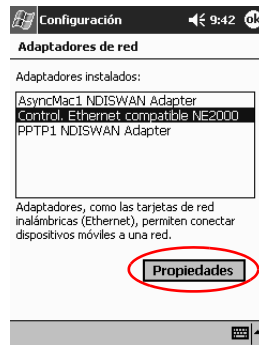 Configuración 9:42 ok
Adaptadores de red
Adaptadores instalados:
AsyncMac1 NDISWAN Adapter
Control. Ethernet compatible NE2000
PPTP1 NDISWAN Adapter
Adaptadores, como las tarjetas de red
inalámbricas (Ethernet), permiten conectar
dispositivos móviles a una red.
Propiedades